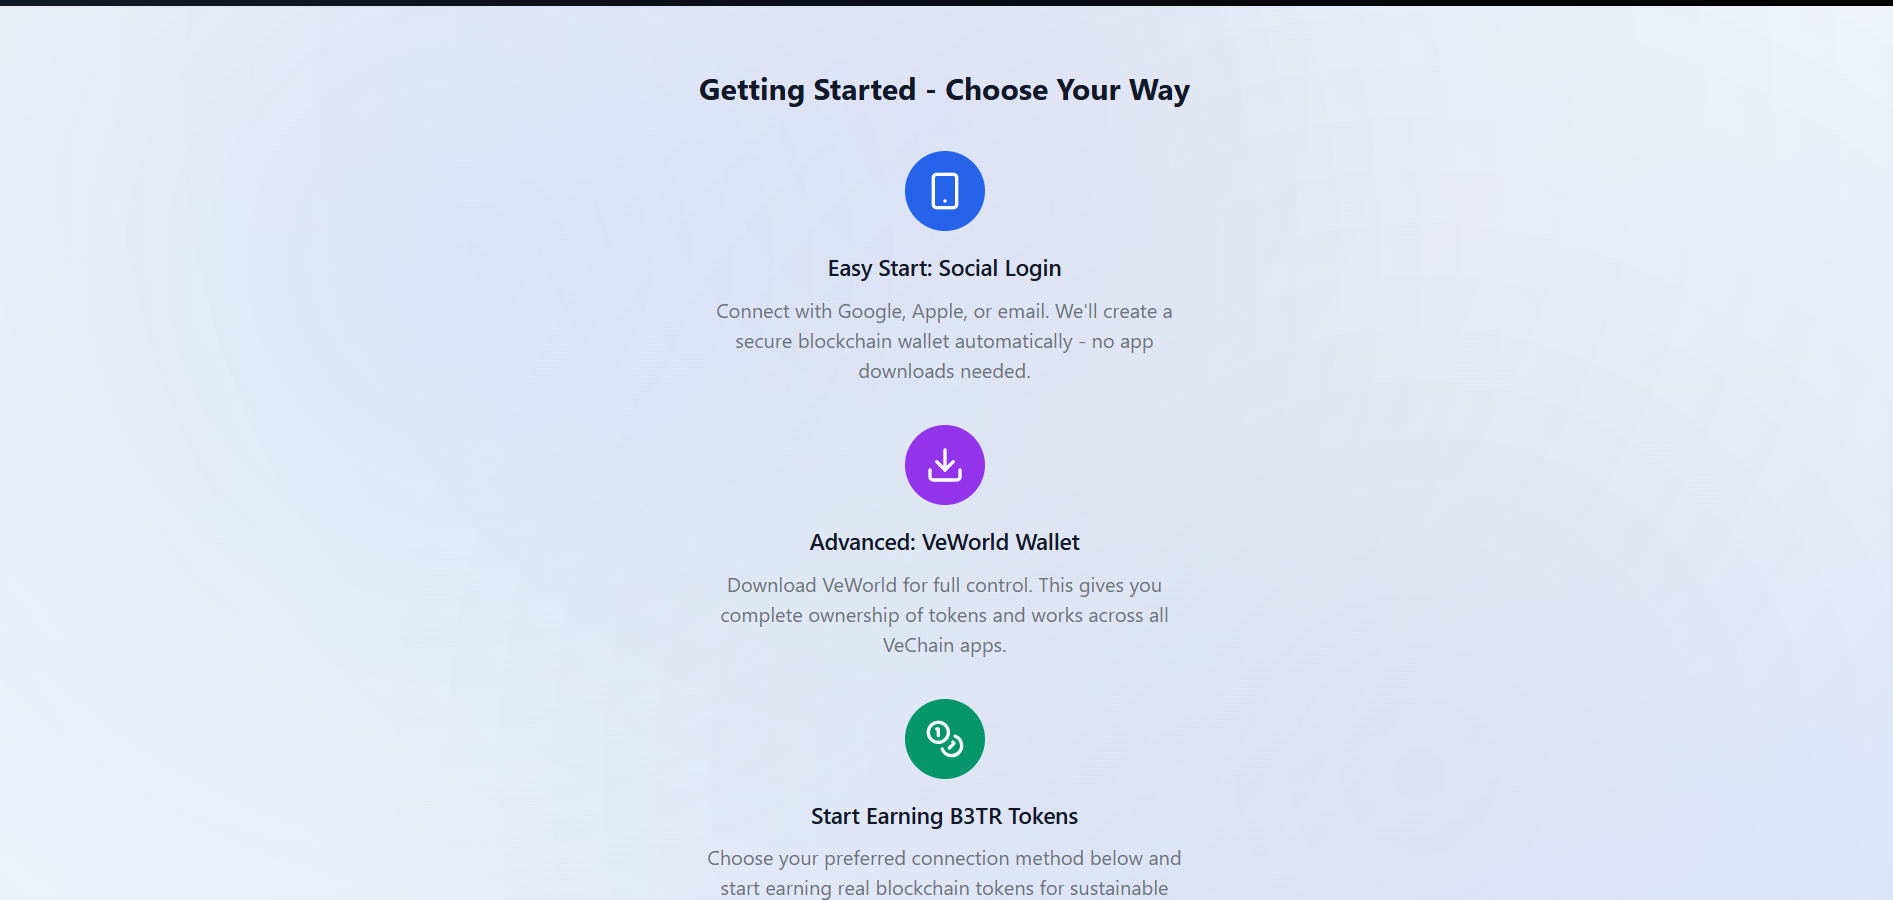 Getting Started - Choose Your Way
Easy Start: Social Login
Connect with Google, Apple, or email. We'll create a
secure blockchain wallet automatically - no app
downloads needed.
Advanced: VeWorld Wallet
Download VeWorld for full control. This gives you
complete ownership of tokens and works across all
VeChain apps.
Start Earning B3TR Tokens
Choose your preferred connection method below and
start earning real blockchain tokens for sustainable